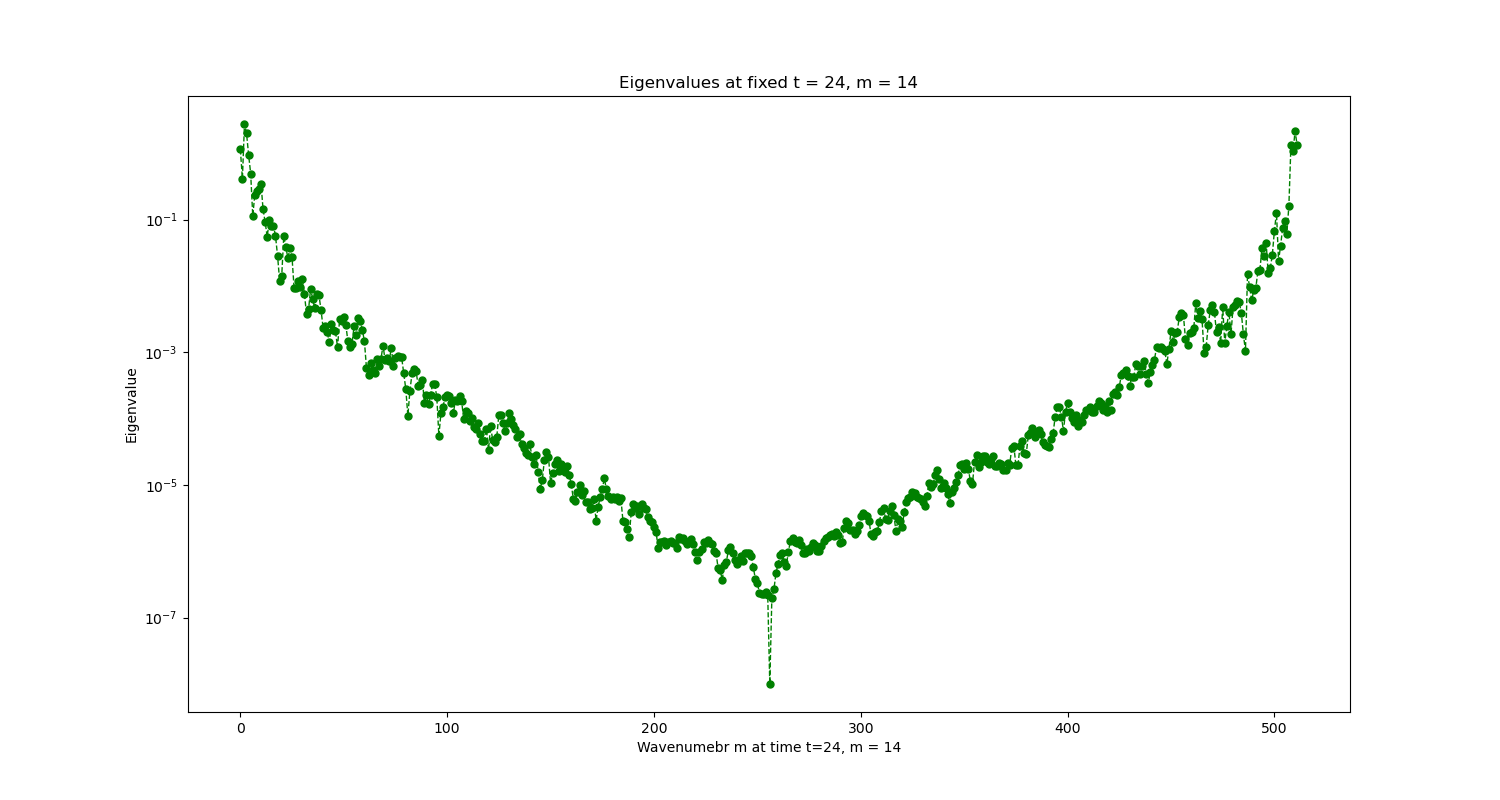 Eigenvalues at fixed t = 24, m = 14
Eigenvalue
10⁻¹
10⁻³
10⁻⁵
10⁻⁷
0 100 200 300 400 500
Wavenumebr m at time t=24, m = 14